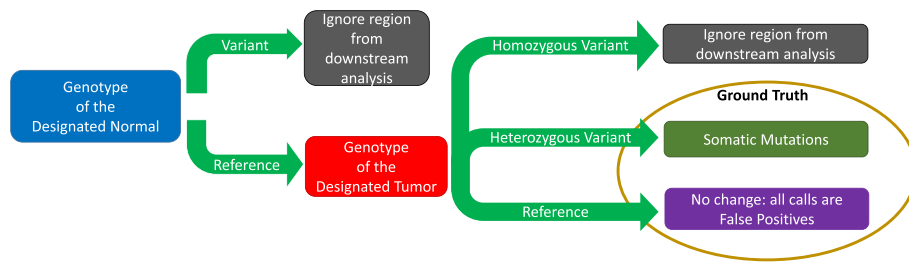 Genotype
of the
Designated Normal
Variant
Ignore region
from
downstream
analysis
Reference
Genotype
of the
Designated Tumor
Homozygous Variant
Ignore region from
downstream analysis
Ground Truth
Heterozygous Variant
Somatic Mutations
Reference
No change: all calls are
False Positives